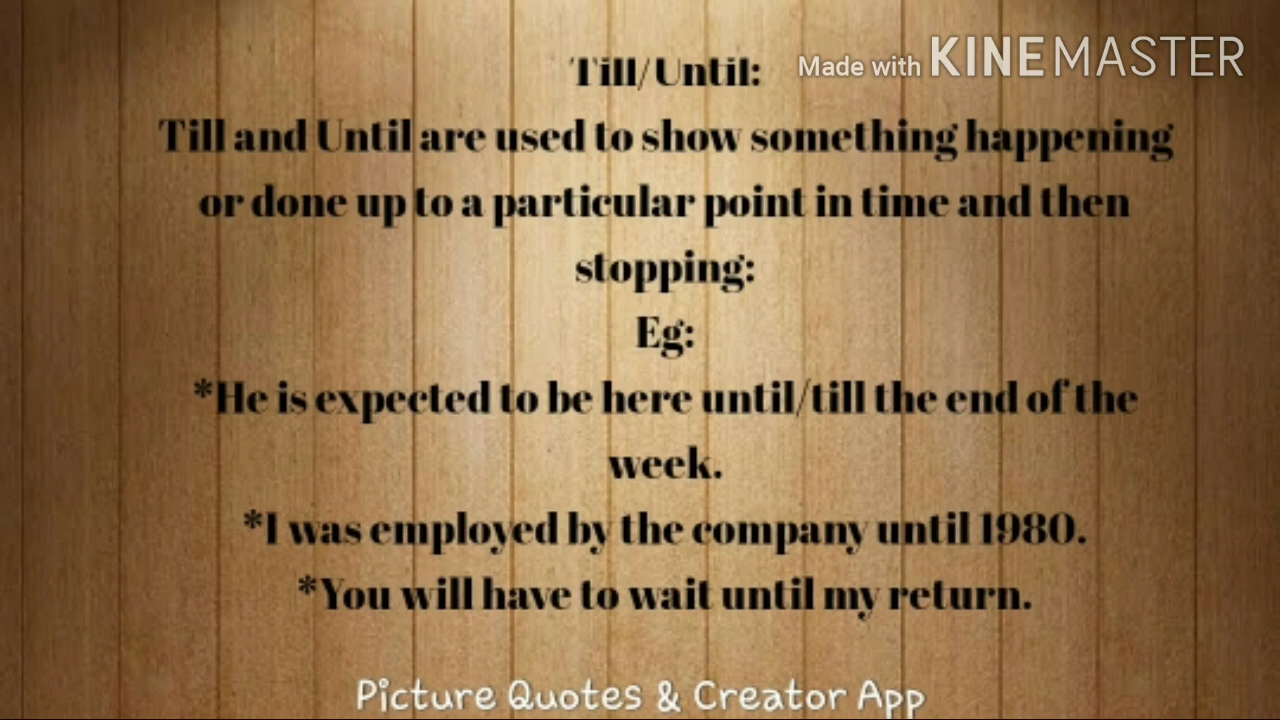 Till/Until:
Made with KINEMASTER
Till and Until are used to show something happening
or done up to a particular point in time and then
stopping:
Eg:
*He is expected to be here until/till the end of the
week.
*I was employed by the company until 1980.
*You will have to wait until my return.
Picture Quotes & Creator App